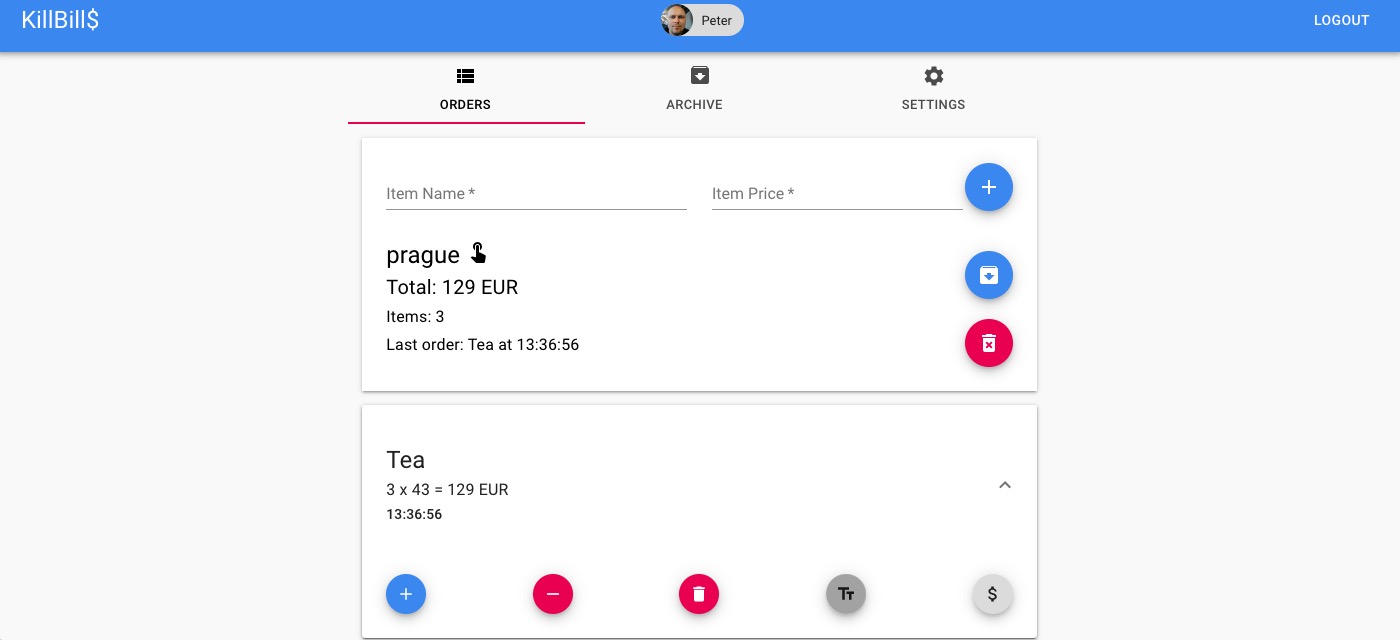 KillBill$
Peter
LOGOUT
ORDERS
ARCHIVE
SETTINGS
Item Name *
Item Price *
prague
Total: 129 EUR
Items: 3
Last order: Tea at 13:36:56
Tea
3 x 43 = 129 EUR
13:36:56